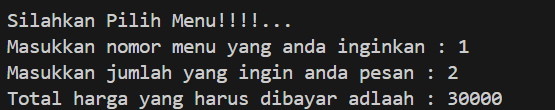 Silahkan Pilih Menu!!!!...
Masukkan nomor menu yang anda inginkan : 1
Masukkan jumlah yang ingin anda pesan : 2
Total harga yang harus dibayar adlaah : 30000